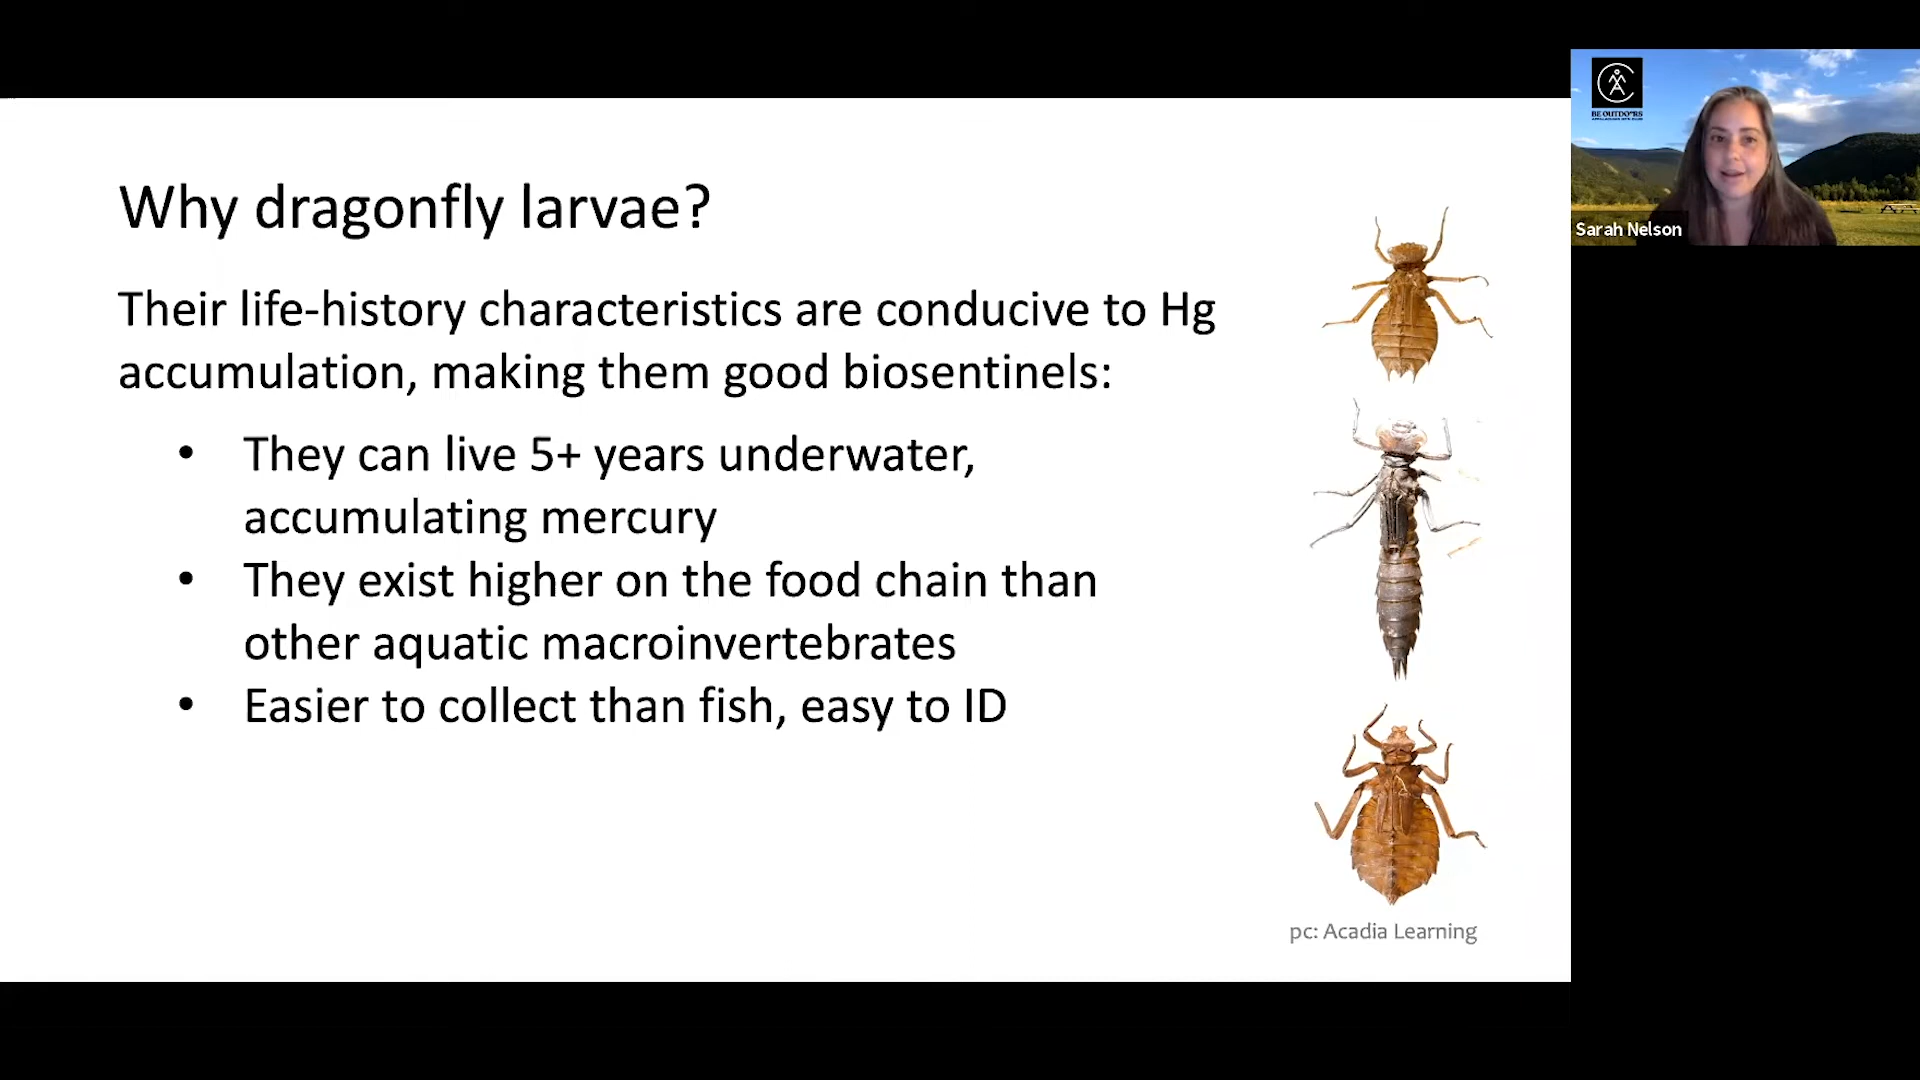 Why dragonfly larvae?
Their life-history characteristics are conducive to Hg
accumulation, making them good biosentinels:
• They can live 5+ years underwater,
accumulating mercury
• They exist higher on the food chain than
other aquatic macroinvertebrates
• Easier to collect than fish, easy to ID
pc: Acadia Learning
BE OUTDOORS
Sarah Nelson